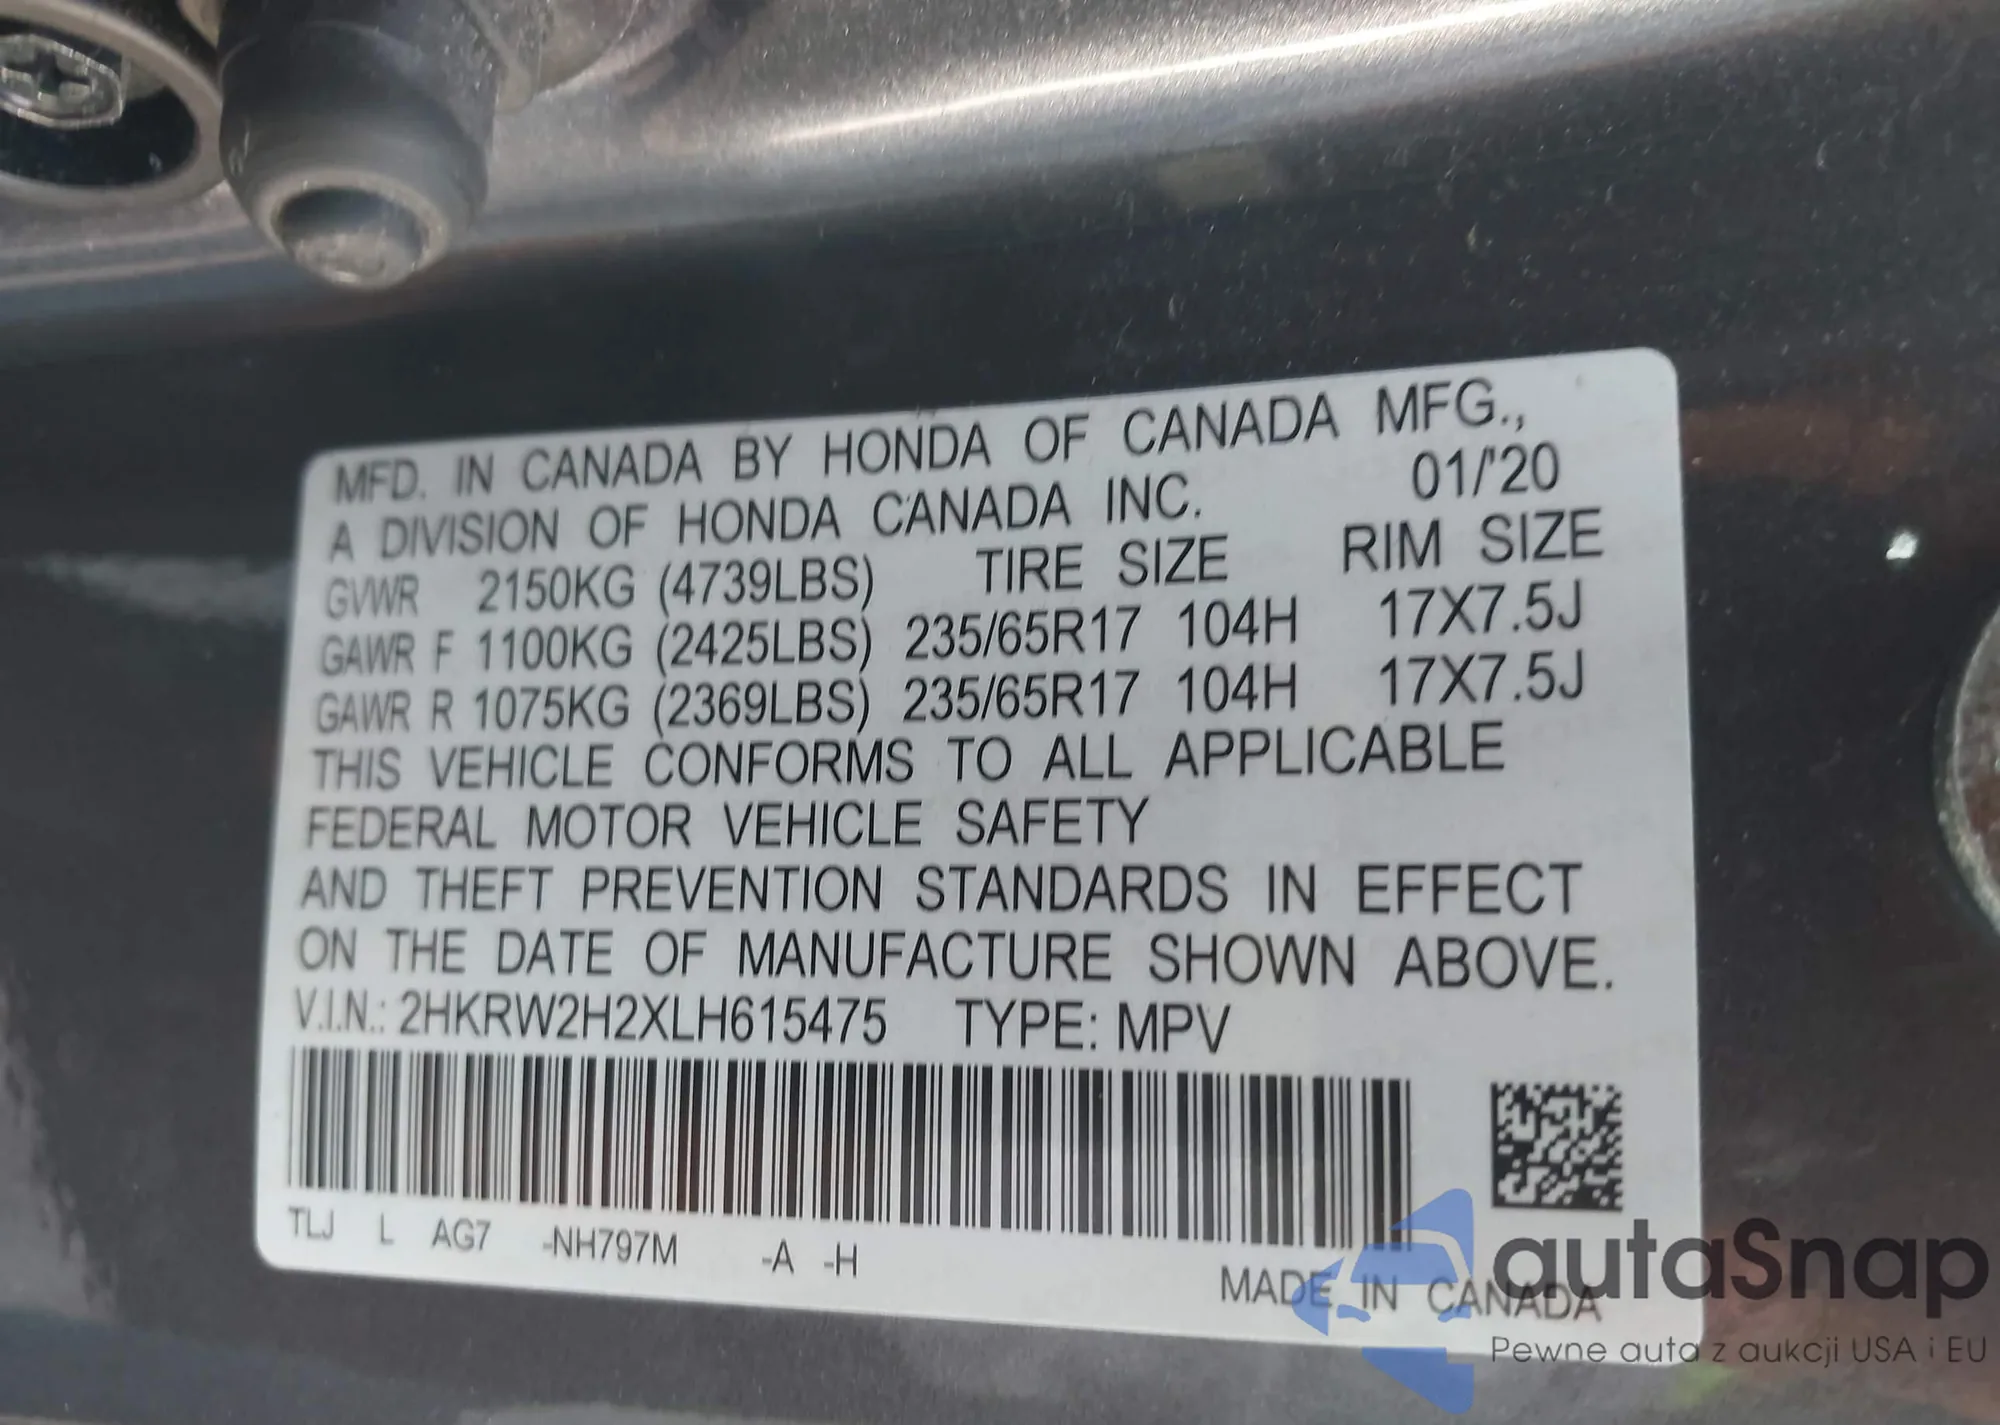 MFD. IN CANADA BY HONDA OF CANADA MFG.,
A DIVISION OF HONDA CANADA INC. 01/'20
GVWR 2150KG (4739LBS) TIRE SIZE RIM SIZE
GAWR F 1100KG (2425LBS) 235/65R17 104H 17X7.5J
GAWR R 1075KG (2369LBS) 235/65R17 104H 17X7.5J
THIS VEHICLE CONFORMS TO ALL APPLICABLE
FEDERAL MOTOR VEHICLE SAFETY
AND THEFT PREVENTION STANDARDS IN EFFECT
ON THE DATE OF MANUFACTURE SHOWN ABOVE.
V.I.N.: 2HKRW2H2XLH615475 TYPE: MPV
TLJ L AG7 -NH797M -A -H
MADE IN CANADA
autaSnap
Pewne auta z aukcji USA i EU